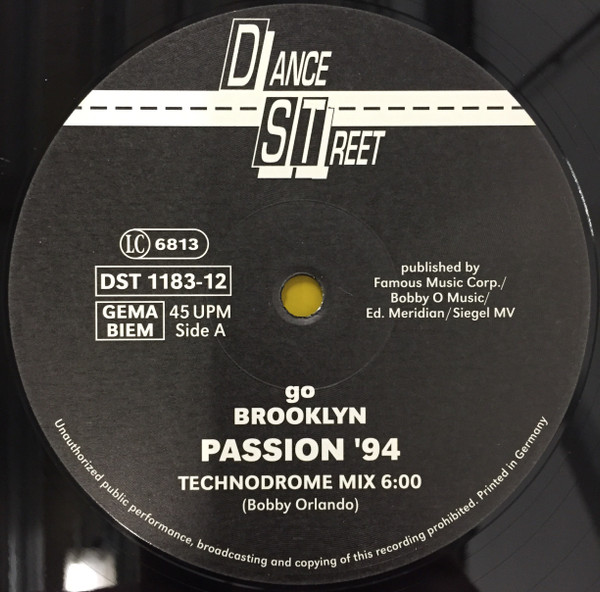 DANCE
STREET
LC 6813
DST 1183-12
GEMA
BIEM
45 UPM
Side A
published by
Famous Music Corp./
Bobby O Music/
Ed. Meridian/Siegel MV
go
BROOKLYN
PASSION '94
TECHNODROME MIX 6:00
(Bobby Orlando)
Unauthorized public performance, broadcasting and copying of this recording prohibited. Printed in Germany